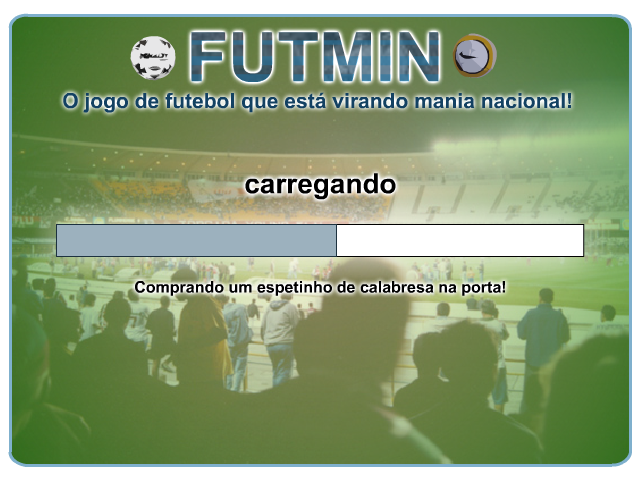 FUTMIN
O jogo de futebol que está virando mania nacional!
carregando
Comprando um espetinho de calabresa na porta!